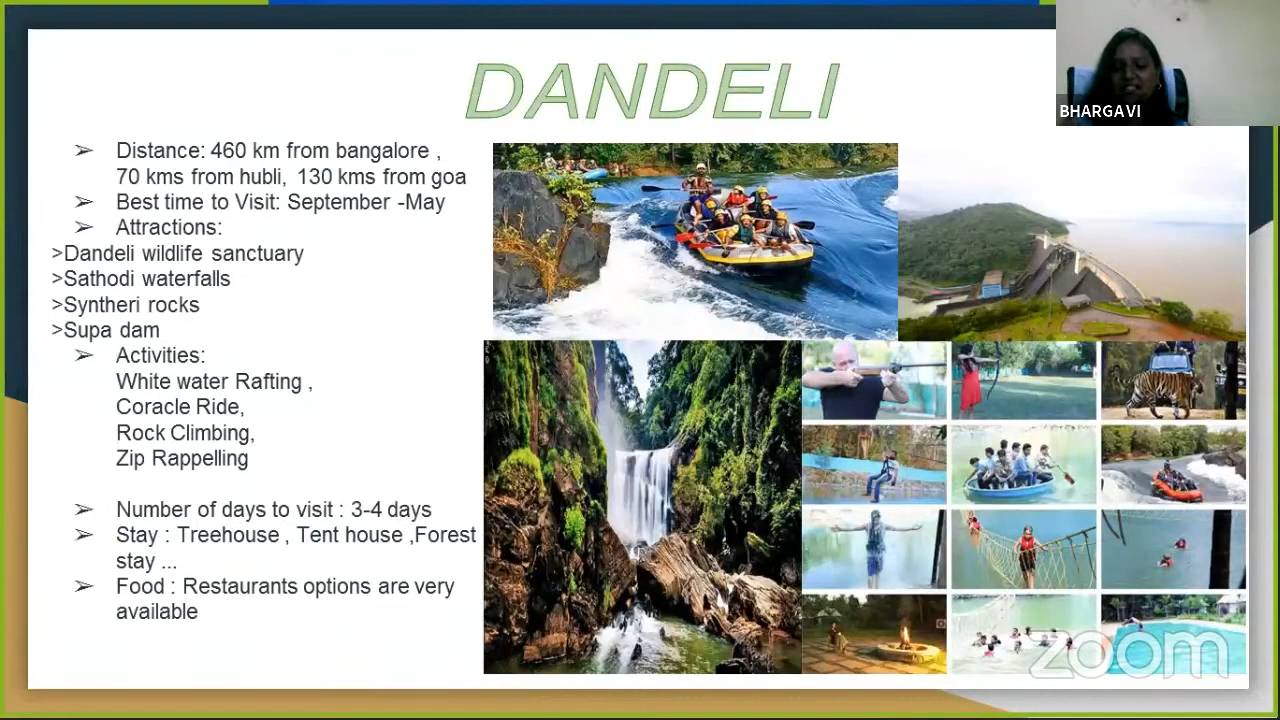 DANDELI
BHARGAVI
➢ Distance: 460 km from bangalore ,
70 kms from hubli, 130 kms from goa
➢ Best time to Visit: September -May
➢ Attractions:
>Dandeli wildlife sanctuary
>Sathodi waterfalls
>Syntheri rocks
>Supa dam
➢ Activities:
White water Rafting ,
Coracle Ride,
Rock Climbing,
Zip Rappelling
➢ Number of days to visit : 3-4 days
➢ Stay : Treehouse , Tent house ,Forest
stay ...
➢ Food : Restaurants options are very
available
zoom